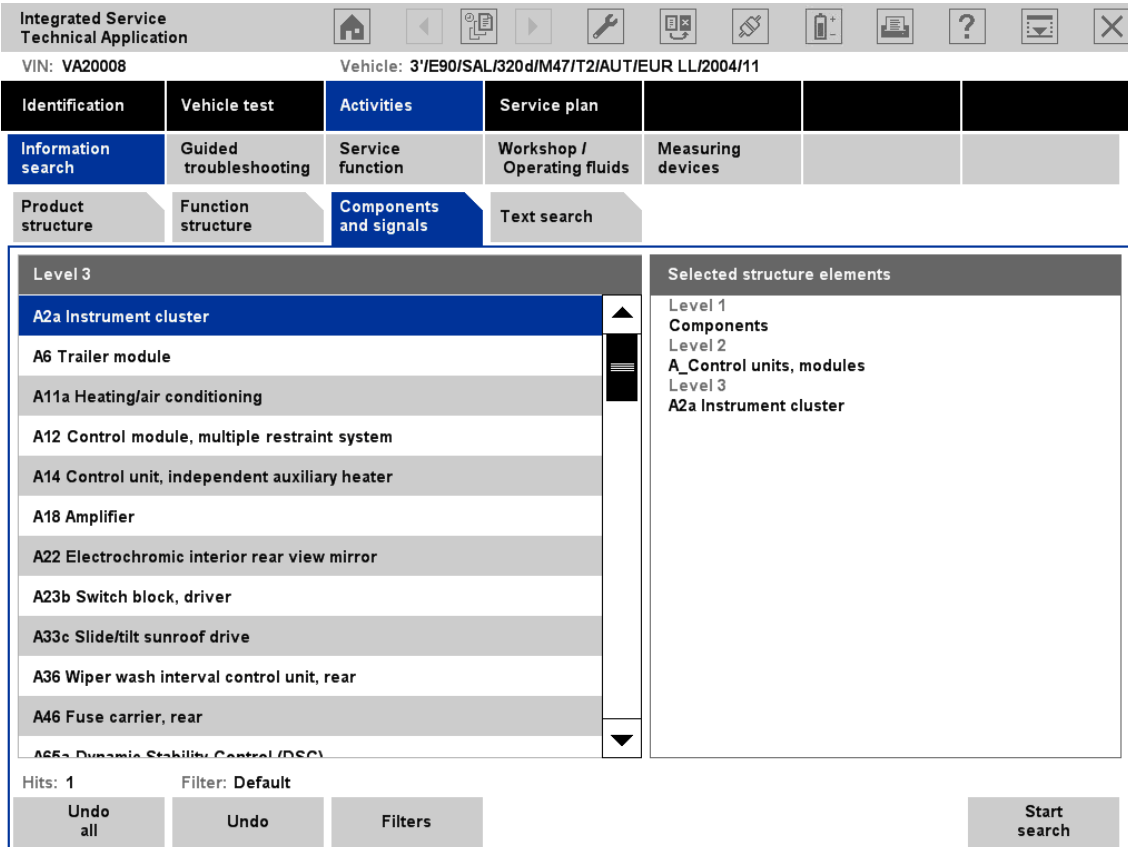 Integrated Service
Technical Application
?
VIN: VA20008
Vehicle: 3'/E90/SAL/320d/M47/T2/AUT/EUR LL/2004/11
Identification
Vehicle test
Activities
Service plan
Information
search
Guided
troubleshooting
Service
function
Workshop /
Operating fluids
Measuring
devices
Product
structure
Function
structure
Components
and signals
Text search
Level 3
A2a Instrument cluster
A6 Trailer module
A11a Heating/air conditioning
A12 Control module, multiple restraint system
A14 Control unit, independent auxiliary heater
A18 Amplifier
A22 Electrochromic interior rear view mirror
A23b Switch block, driver
A33c Slide/tilt sunroof drive
A36 Wiper wash interval control unit, rear
A46 Fuse carrier, rear
A65a Dynamic Stability Control (DSC)
Selected structure elements
Level 1
Components
Level 2
A_Control units, modules
Level 3
A2a Instrument cluster
Hits: 1
Filter: Default
Undo
all
Undo
Filters
Start
search